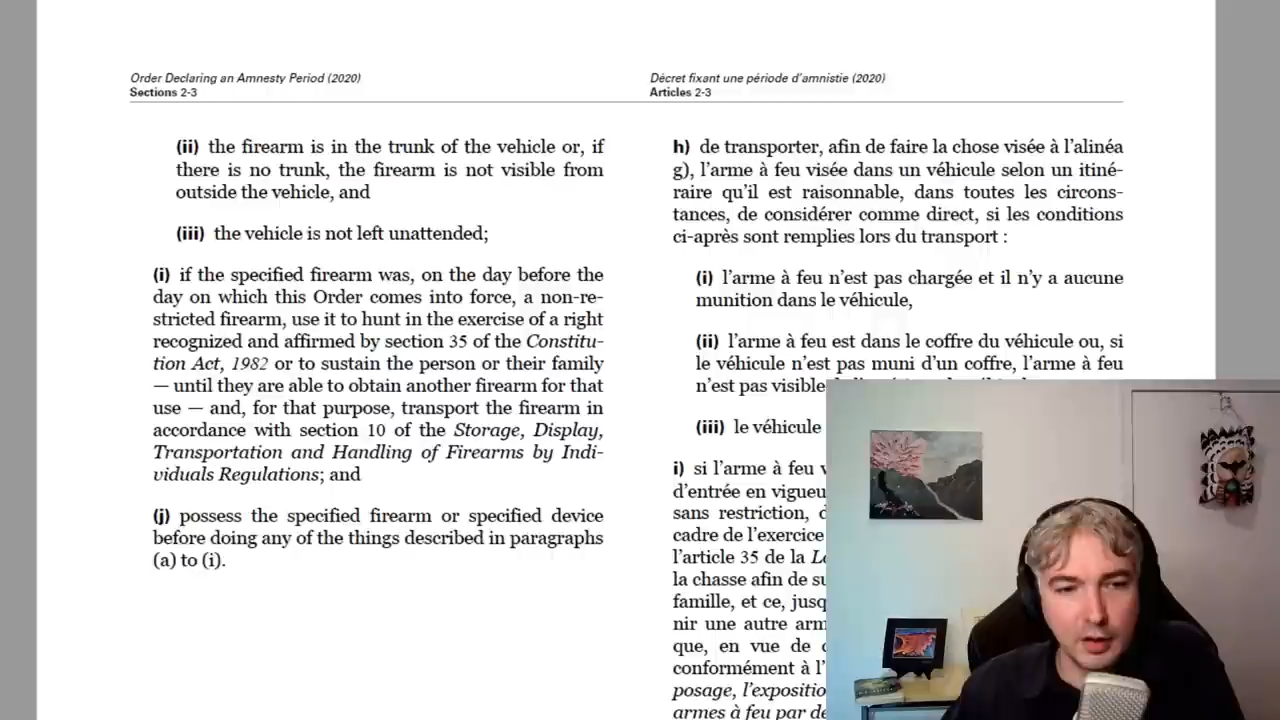 Order Declaring an Amnesty Period (2020)
Sections 2-3
(ii) the firearm is in the trunk of the vehicle or, if
there is no trunk, the firearm is not visible from
outside the vehicle, and
(iii) the vehicle is not left unattended;
(i) if the specified firearm was, on the day before the
day on which this Order comes into force, a non-re-
stricted firearm, use it to hunt in the exercise of a right
recognized and affirmed by section 35 of the Constitu-
tion Act, 1982 or to sustain the person or their family
— until they are able to obtain another firearm for that
use — and, for that purpose, transport the firearm in
accordance with section 10 of the Storage, Display,
Transportation and Handling of Firearms by Indi-
viduals Regulations; and
(j) possess the specified firearm or specified device
before doing any of the things described in paragraphs
(a) to (i).
Décret fixant une période d'amnistie (2020)
Articles 2-3
h) de transporter, afin de faire la chose visée à l'alinéa
g), l'arme à feu visée dans un véhicule selon un itiné-
raire qu'il est raisonnable, dans toutes les circons-
tances, de considérer comme direct, si les conditions
ci-après sont remplies lors du transport :
(i) l'arme à feu n'est pas chargée et il n'y a aucune
munition dans le véhicule,
(ii) l'arme à feu est dans le coffre du véhicule ou, si
le véhicule n'est pas muni d'un coffre, l'arme à feu
n'est pas visible
(iii) le véhicule
i) si l'arme à feu
d'entrée en vigueu
sans restriction,
cadre de l'exercice
l'article 35 de la
la chasse afin de
famille, et ce,
nir une autre
que, en vue de
conformément à
posage, l'expositio
armes à feu par